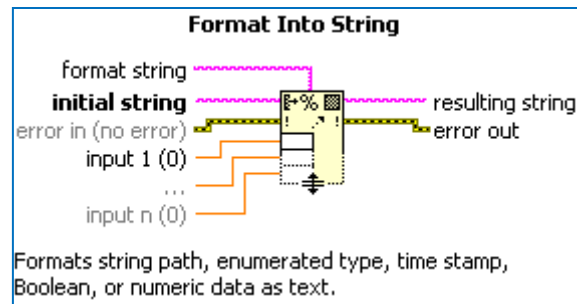 Format Into String
format string
initial string
resulting string
error in (no error)
error out
input 1 (0)
...
input n (0)
Formats string path, enumerated type, time stamp,
Boolean, or numeric data as text.